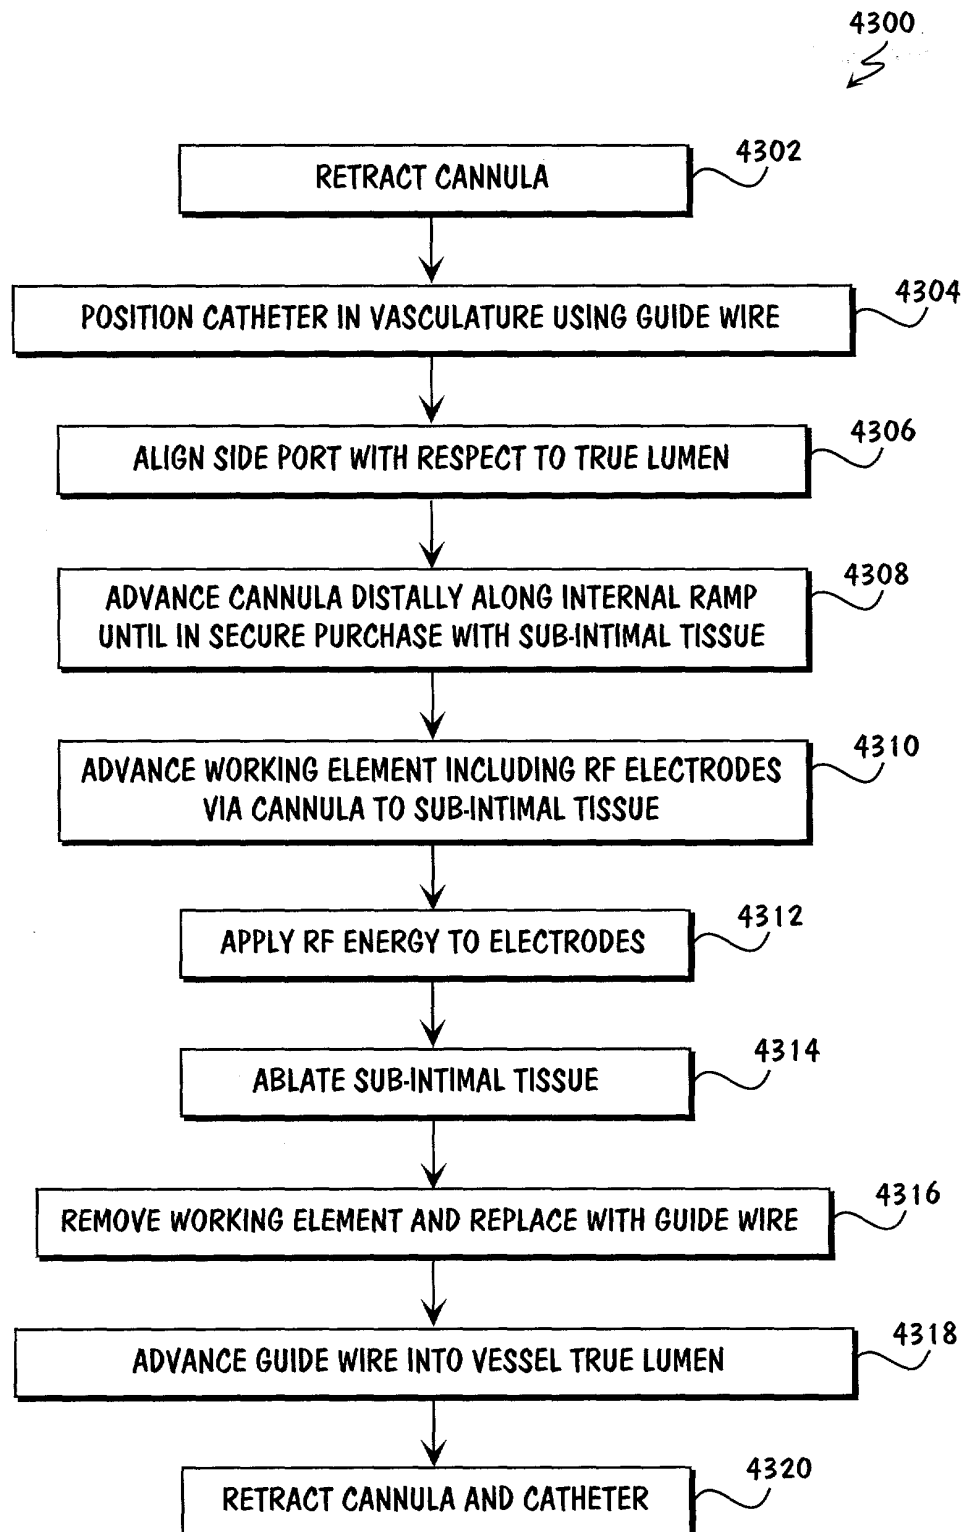 4300
RETRACT CANNULA
4302
POSITION CATHETER IN VASCULATURE USING GUIDE WIRE
4304
ALIGN SIDE PORT WITH RESPECT TO TRUE LUMEN
4306
ADVANCE CANNULA DISTALLY ALONG INTERNAL RAMP
UNTIL IN SECURE PURCHASE WITH SUB-INTIMAL TISSUE
4308
ADVANCE WORKING ELEMENT INCLUDING RF ELECTRODES
VIA CANNULA TO SUB-INTIMAL TISSUE
4310
APPLY RF ENERGY TO ELECTRODES
4312
ABLATE SUB-INTIMAL TISSUE
4314
REMOVE WORKING ELEMENT AND REPLACE WITH GUIDE WIRE
4316
ADVANCE GUIDE WIRE INTO VESSEL TRUE LUMEN
4318
RETRACT CANNULA AND CATHETER
4320